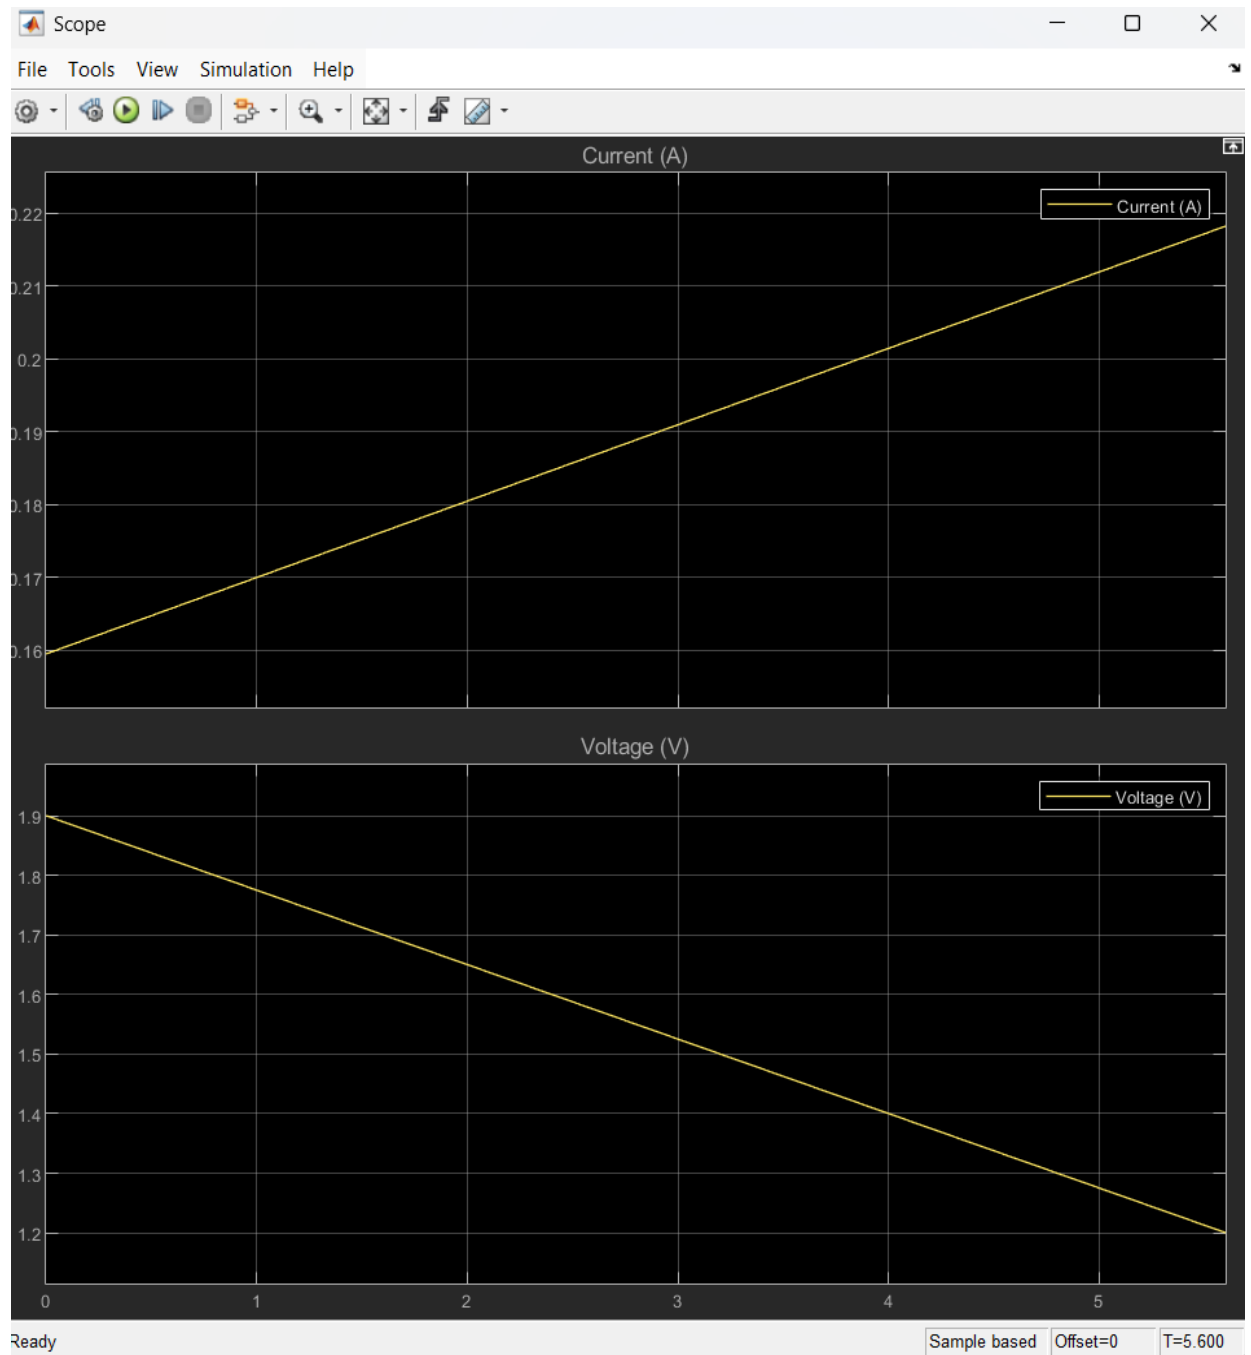 Scope
File Tools View Simulation Help
Current (A)
Current (A)
0.22
0.21
0.2
0.19
0.18
0.17
0.16
Voltage (V)
Voltage (V)
1.9
1.8
1.7
1.6
1.5
1.4
1.3
1.2
0 1 2 3 4 5
Ready Sample based Offset=0 T=5.600